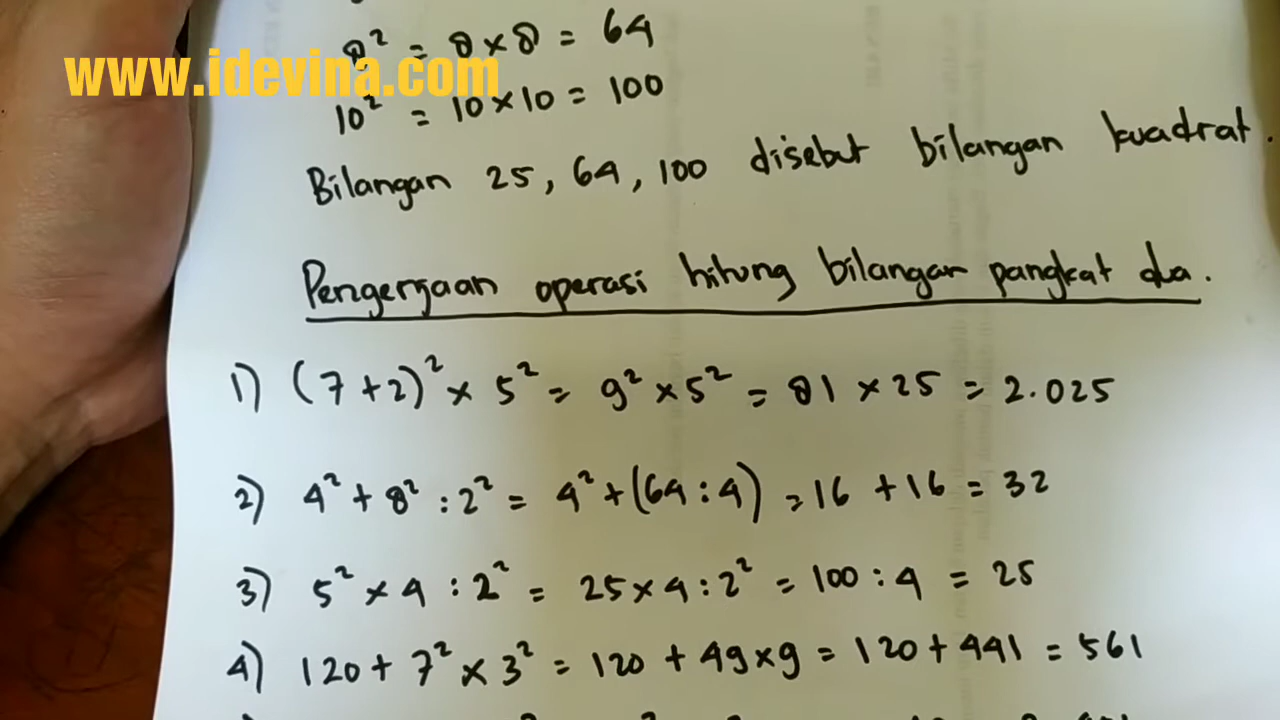 8² = 8 × 8 = 64
www.idevina.com
10² = 10 × 10 = 100
Bilangan 25, 64, 100 disebut bilangan kuadrat.
Pengerjaan operasi hitung bilangan pangkat dua.
1) (7 + 2)² × 5² = 9² × 5² = 81 × 25 = 2.025
2) 4² + 8² : 2² = 4² + (64 : 4) = 16 + 16 = 32
3) 5² × 4 : 2² = 25 × 4 : 2² = 100 : 4 = 25
4) 120 + 7² × 3² = 120 + 49 × 9 = 120 + 441 = 561